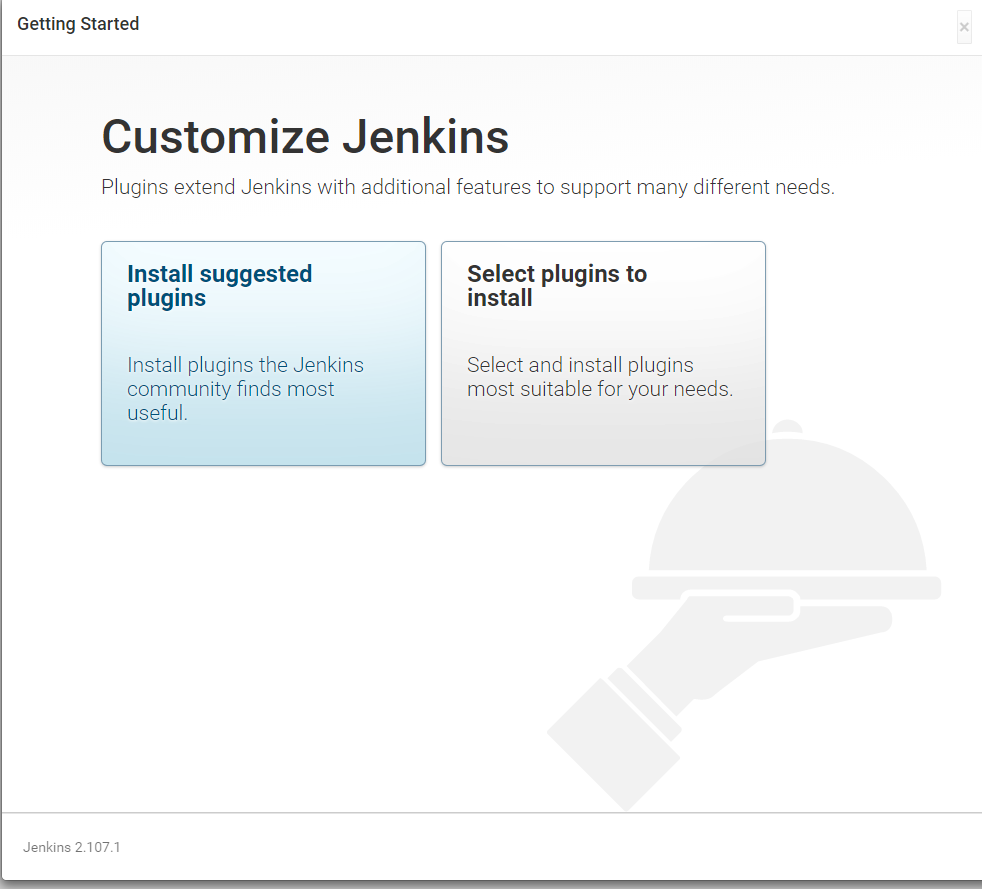 Getting Started
×
Customize Jenkins
Plugins extend Jenkins with additional features to support many different needs.
Install suggested
plugins
Install plugins the Jenkins
community finds most
useful.
Select plugins to
install
Select and install plugins
most suitable for your needs.
Jenkins 2.107.1